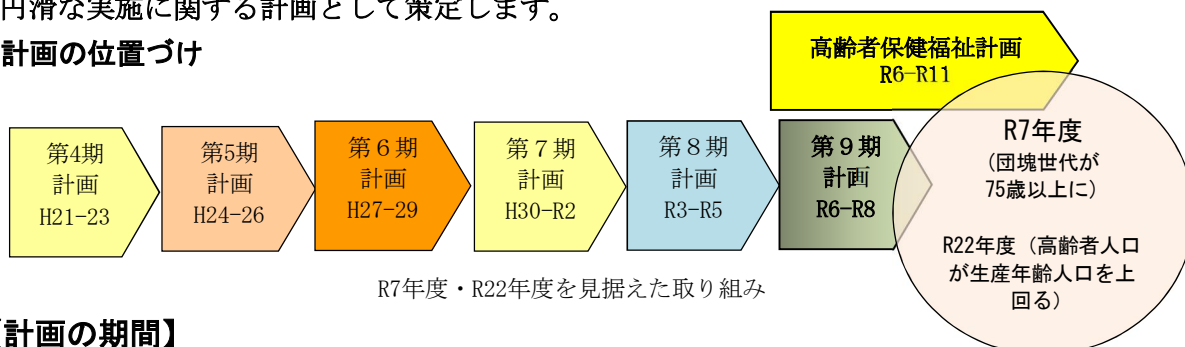 円滑な実施に関する計画として策定します。
計画の位置づけ
高齢者保健福祉計画
R6-R11
第4期
計画
H21-23
第5期
計画
H24-26
第６期
計画
H27-29
第７期
計画
H30-R2
第８期
計画
R3-R5
第９期
計画
R6-R8
R7年度
（団塊世代が
75歳以上に）
R22年度（高齢者人口
が生産年齢人口を上
回る）
R7年度・R22年度を見据えた取り組み
【計画の期間】